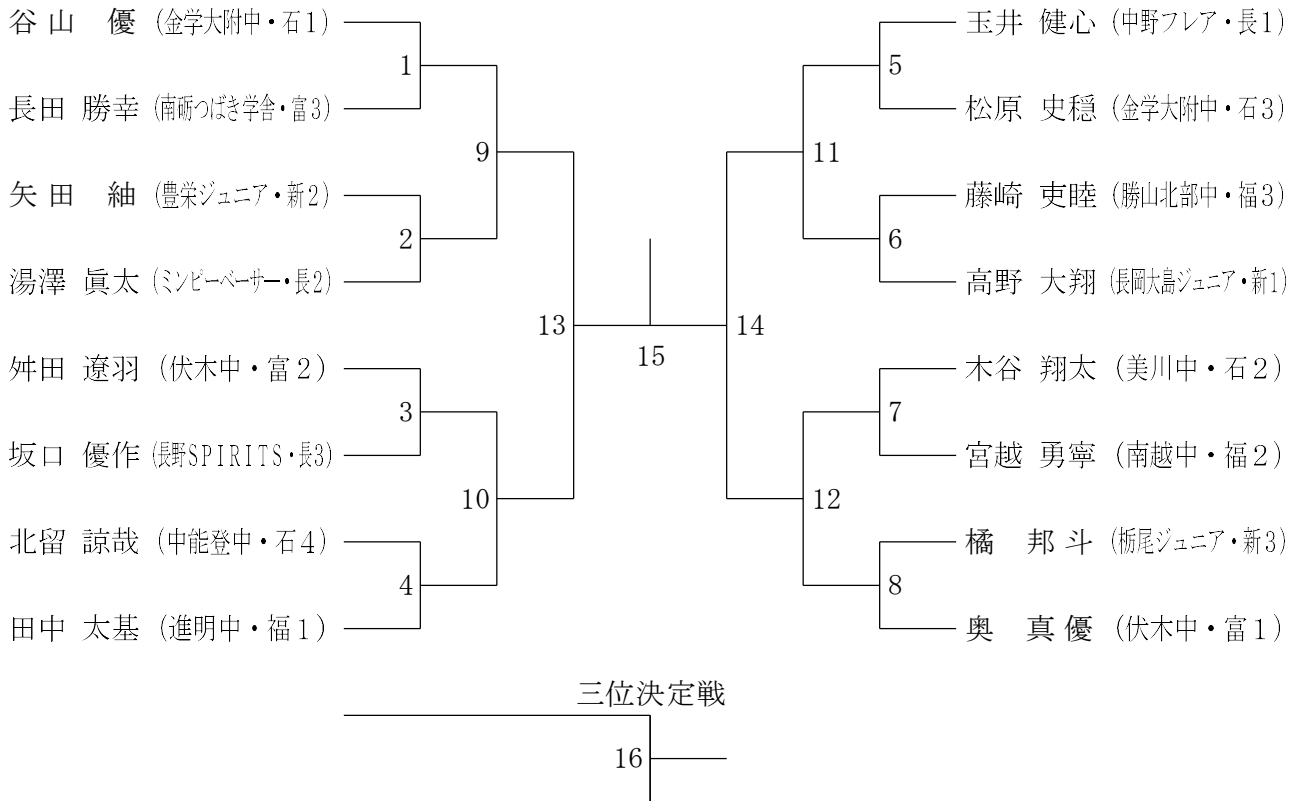 谷山 優 (金学大附中・石1)
1
長田 勝幸 (南砺つばき学舎・富3)
9
矢田 紬 (豊栄ジュニア・新2)
2
湯澤 眞太 (ミンピーベーサー・長2)
13
舛田 遼羽 (伏木中・富2)
3
坂口 優作 (長野SPIRITS・長3)
10
北留 諒哉 (中能登中・石4)
4
田中 太基 (進明中・福1)
15
玉井 健心 (中野フレア・長1)
5
松原 史穏 (金学大附中・石3)
11
藤崎 吏睦 (勝山北部中・福3)
6
高野 大翔 (長岡大島ジュニア・新1)
14
木谷 翔太 (美川中・石2)
7
宮越 勇寧 (南越中・福2)
12
橘 邦斗 (栃尾ジュニア・新3)
8
奥 真優 (伏木中・富1)
三位決定戦
16